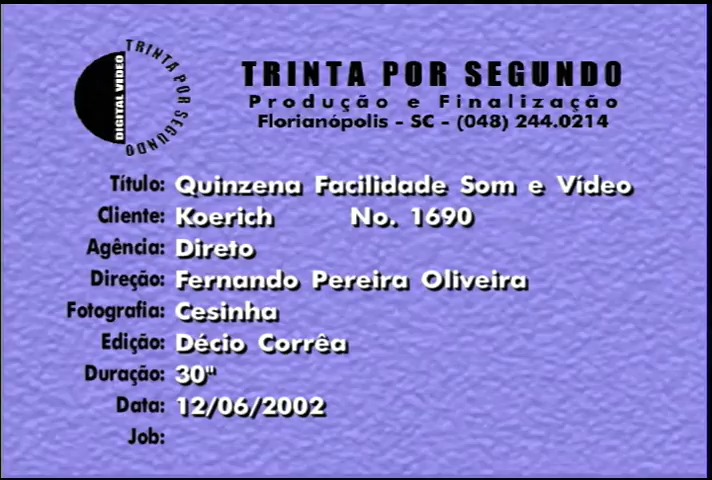 TRINTA POR SEGUNDO
DIGITAL VIDEO
TRINTA POR SEGUNDO
Produção e Finalização
Florianópolis - SC - (048) 244.0214
Título: Quinzena Facilidade Som e Vídeo
Cliente: Koerich No. 1690
Agência: Direto
Direção: Fernando Pereira Oliveira
Fotografia: Cesinha
Edição: Décio Corrêa
Duração: 30"
Data: 12/06/2002
Job: